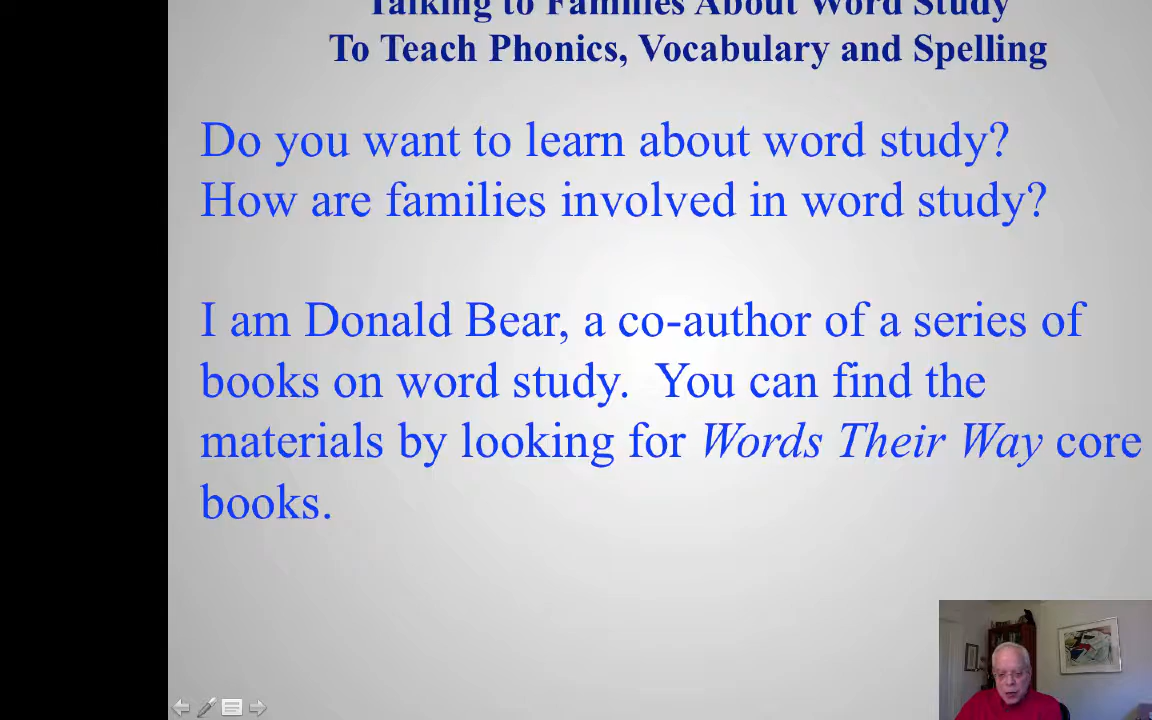 Talking to Families About Word Study
To Teach Phonics, Vocabulary and Spelling
Do you want to learn about word study?
How are families involved in word study?
I am Donald Bear, a co-author of a series of
books on word study. You can find the
materials by looking for Words Their Way core
books.